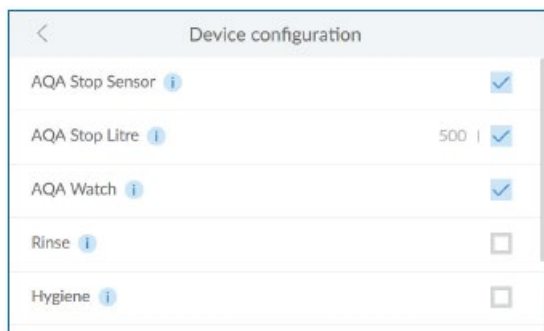 Device configuration
AQA Stop Sensor i
AQA Stop Litre i 500 l
AQA Watch i
Rinse i
Hygiene i